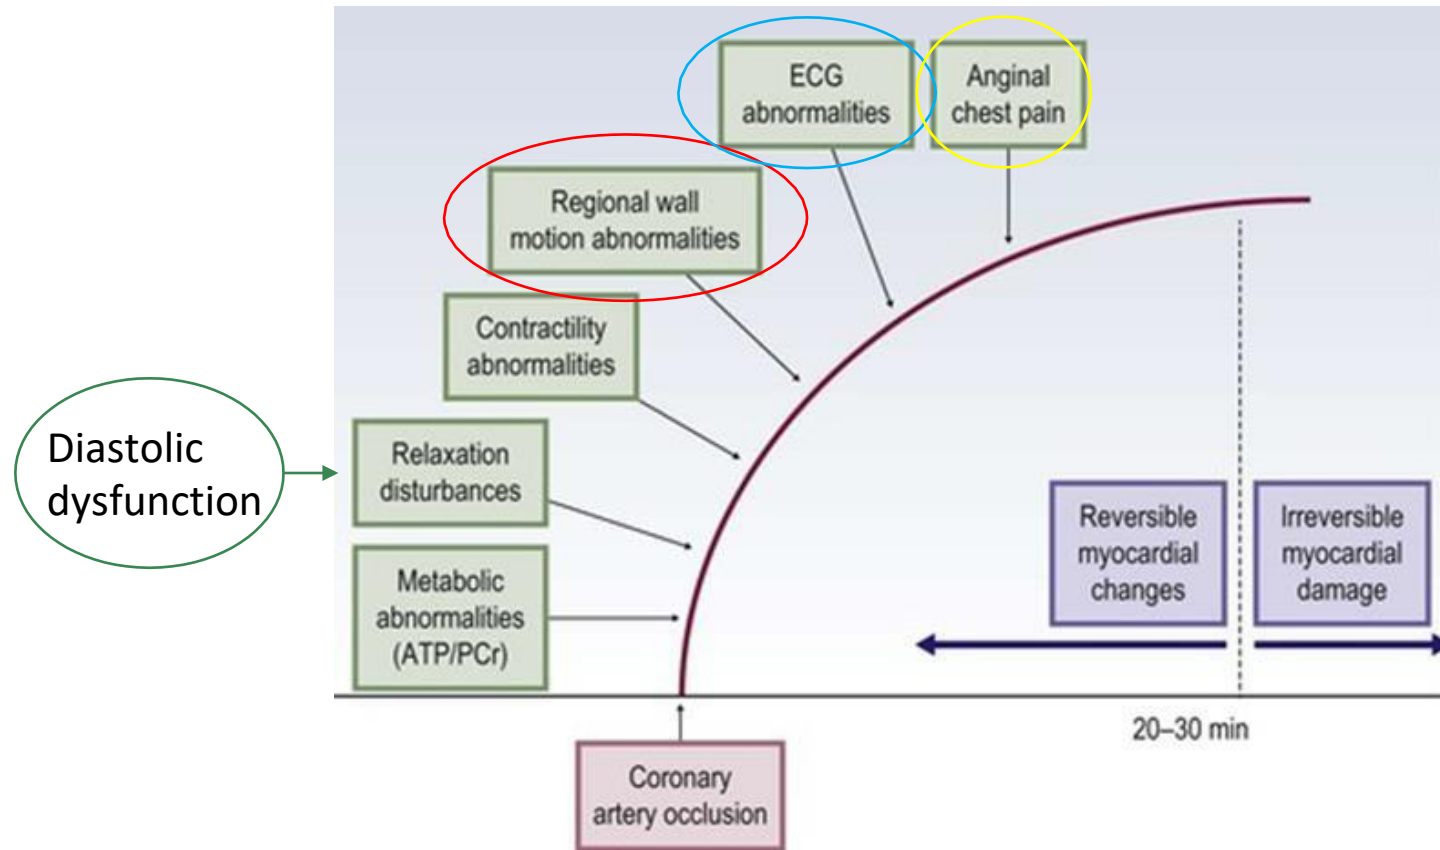 ECG
abnormalities
Anginal
chest pain
Regional wall
motion abnormalities
Contractility
abnormalities
Diastolic
dysfunction
Relaxation
disturbances
Metabolic
abnormalities
(ATP/PCr)
Reversible
myocardial
changes
Irreversible
myocardial
damage
20–30 min
Coronary
artery occlusion